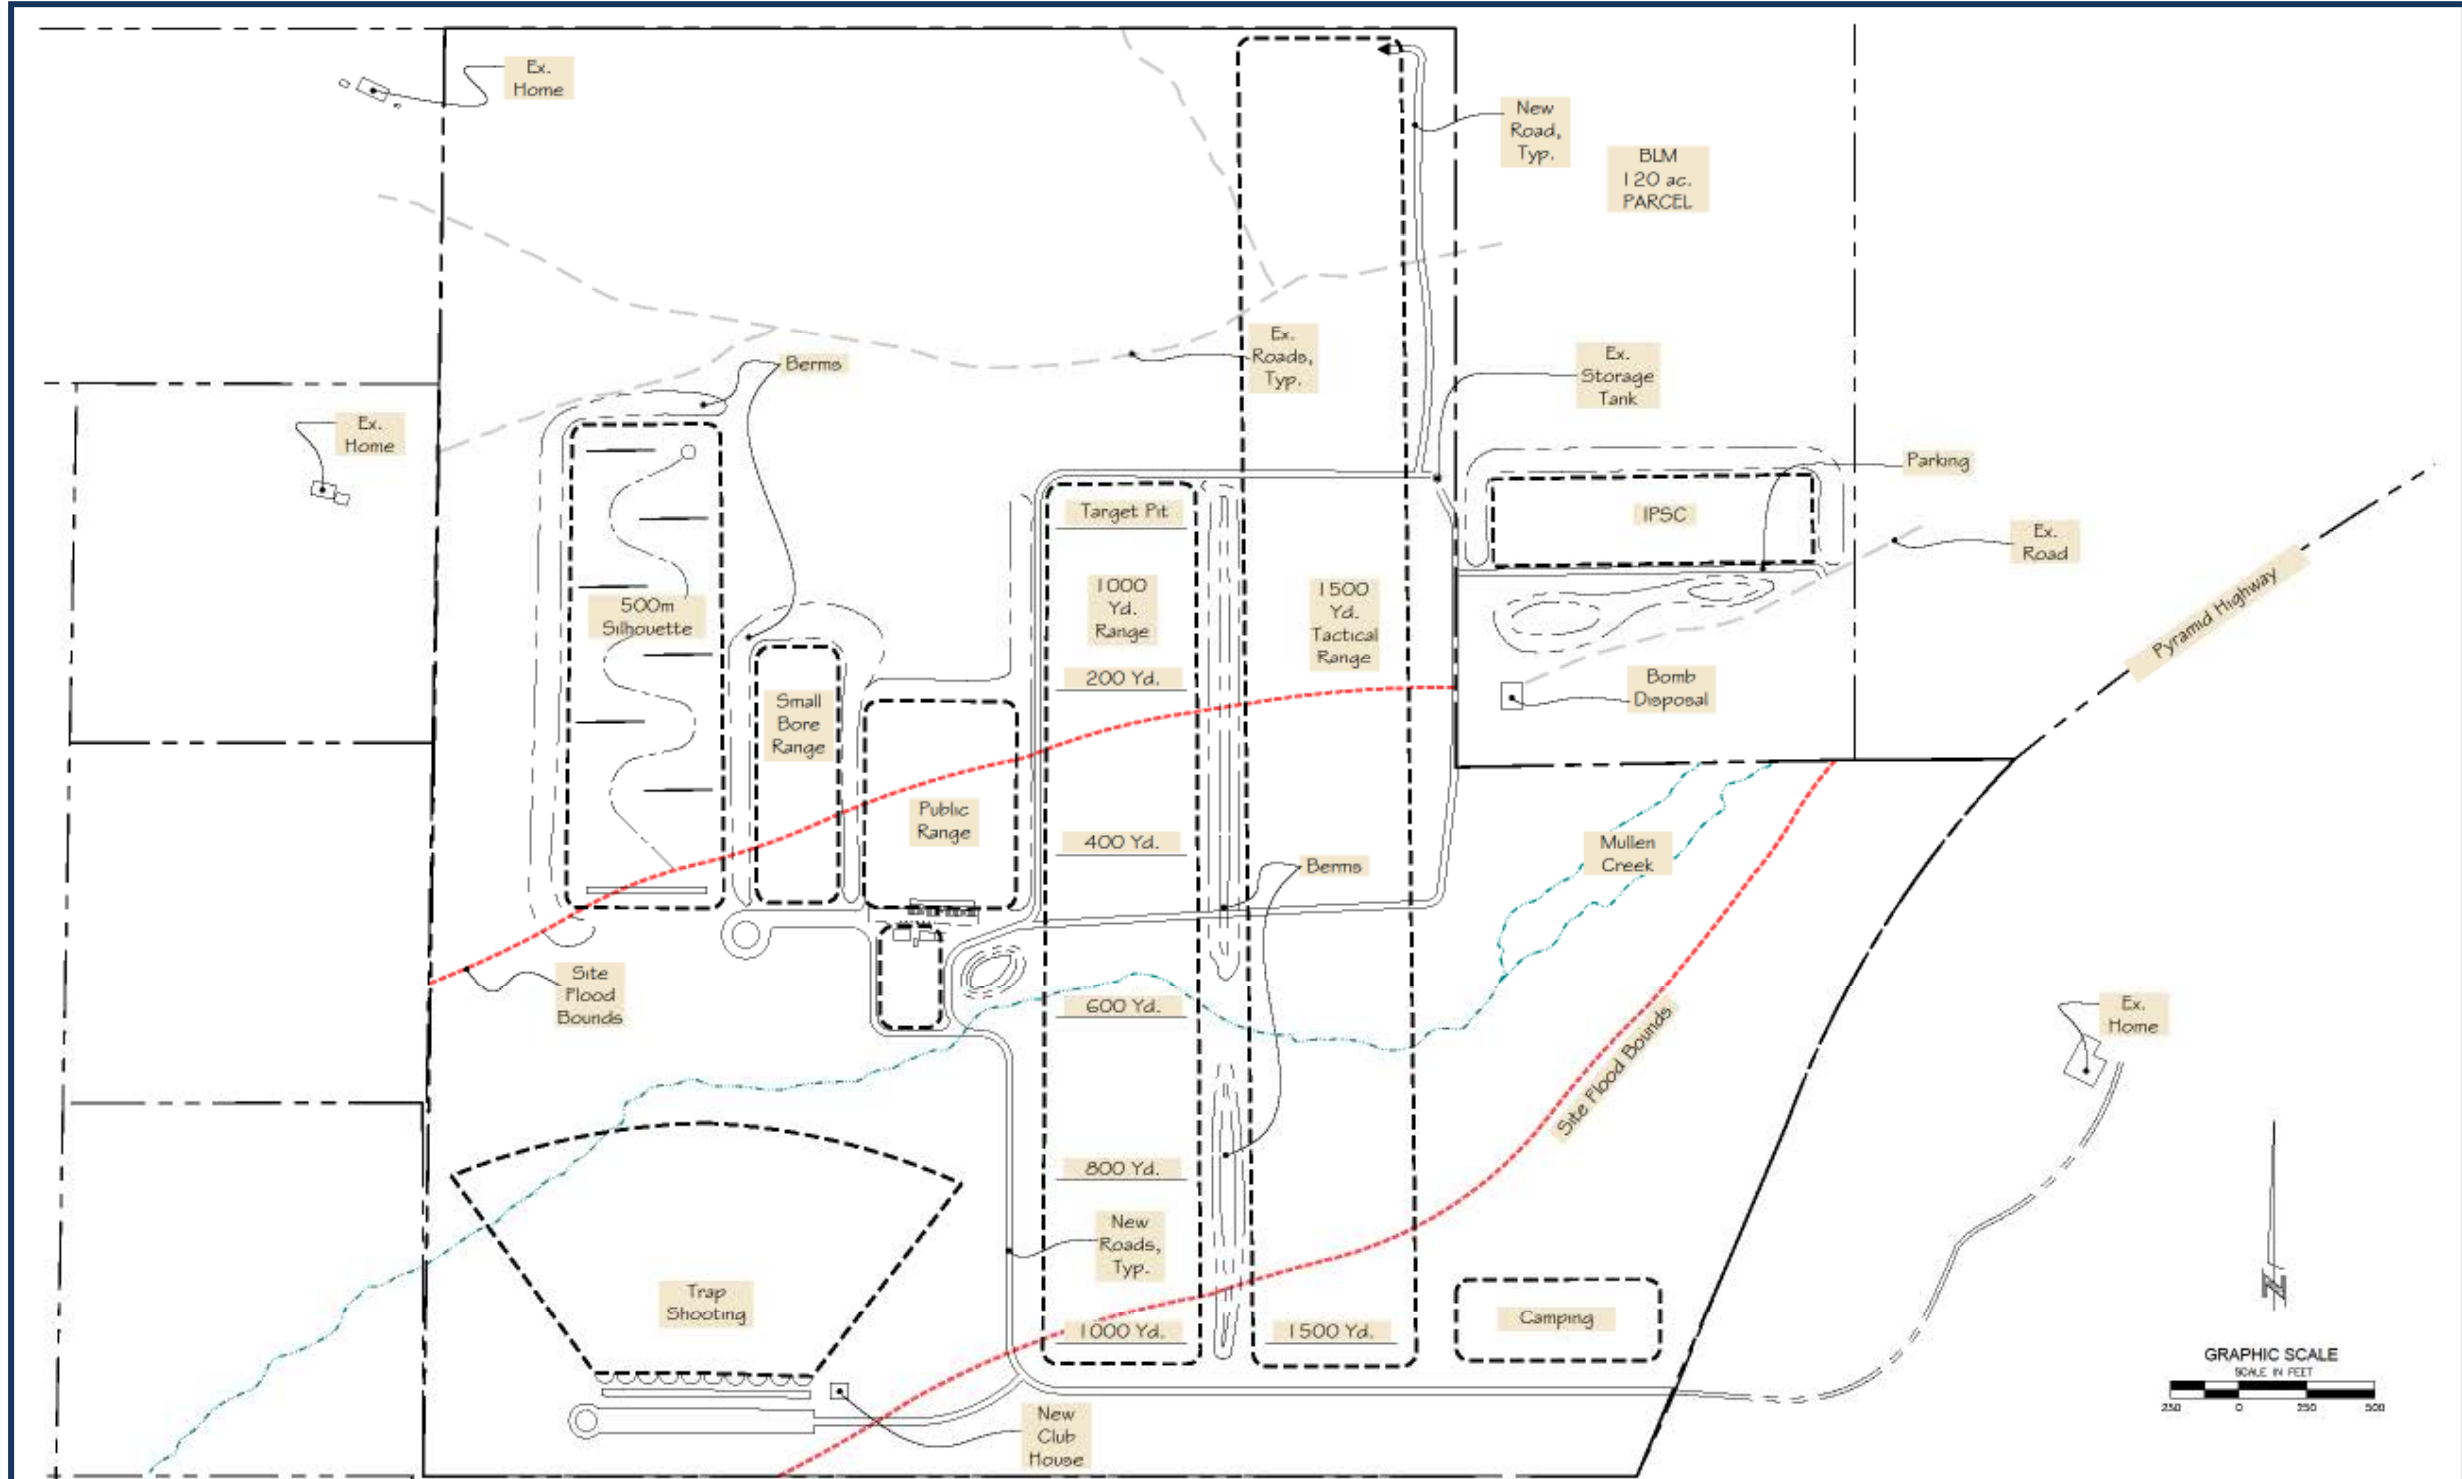 Ex.
Home
New
Road,
Typ.
BLM
120 ac.
PARCEL
Ex.
Roads,
Typ.
Berms
Ex.
Storage
Tank
Ex.
Home
Parking
Target Pit
IPSC
Ex.
Road
1000
Yd.
Range
1500
Yd.
Tactical
Range
500m
Silhouette
Pyramid Highway
200 Yd.
Bomb
Disposal
Small
Bore
Range
Public
Range
400 Yd.
Mullen
Creek
Berms
Site
Flood
Bounds
600 Yd.
Ex.
Home
Site Flood Bounds
800 Yd.
New
Roads,
Typ.
Trap
Shooting
1000 Yd.
1500 Yd.
Camping
N
GRAPHIC SCALE
SCALE IN FEET
250 0 250 500
New
Club
House